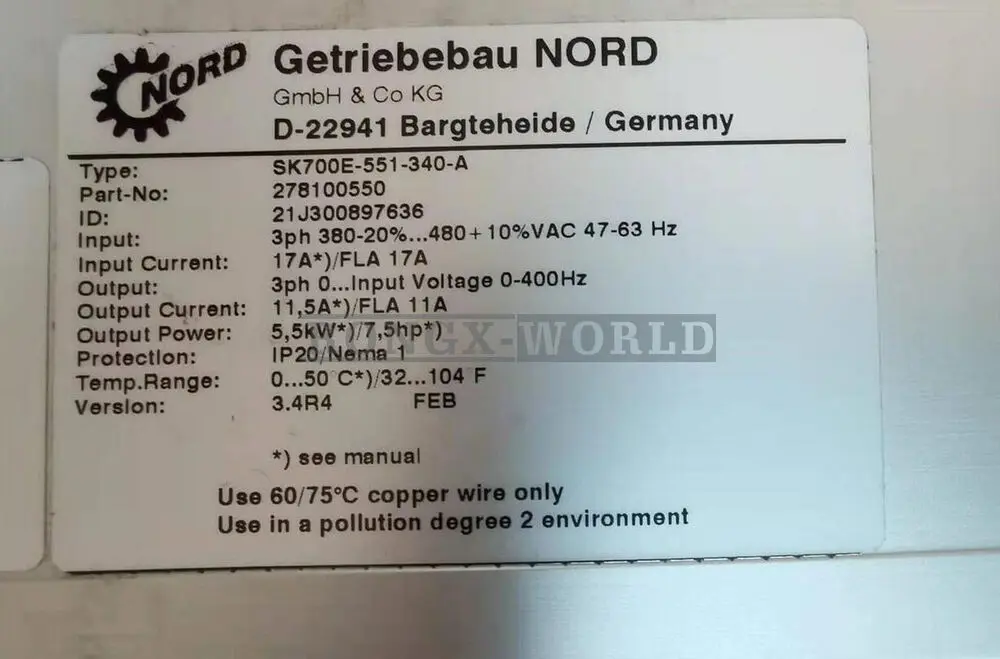 NORD
Getriebebau NORD
GmbH & Co KG
D-22941 Bargteheide / Germany
Type: SK700E-551-340-A
Part-No: 278100550
ID: 21J300897636
Input: 3ph 380-20%...480+10%VAC 47-63 Hz
Input Current: 17A*)/FLA 17A
Output: 3ph 0...Input Voltage 0-400Hz
Output Current: 11,5A*)/FLA 11A
Output Power: 5,5kW*)/7,5hp*)
Protection: IP20/Nema 1
Temp.Range: 0...50 C*)/32...104 F
Version: 3.4R4 FEB
*) see manual
Use 60/75°C copper wire only
Use in a pollution degree 2 environment